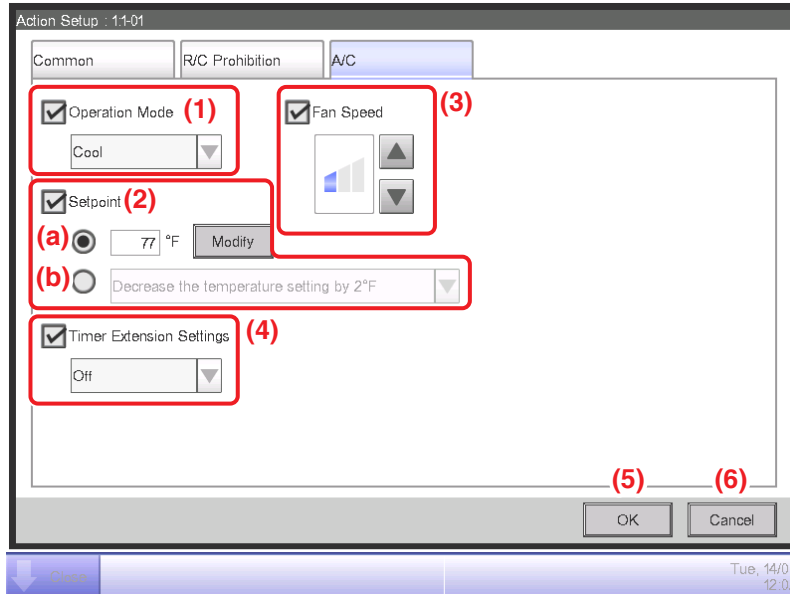 Action Setup : 1:1-01
Common R/C Prohibition A/C
Operation Mode (1) Fan Speed (3)
Cool
Setpoint (2)
(a) 77 °F Modify
(b) Decrease the temperature setting by 2°F
Timer Extension Settings (4)
Off
(5) (6)
OK Cancel
Close Tue, 14/0
12:0